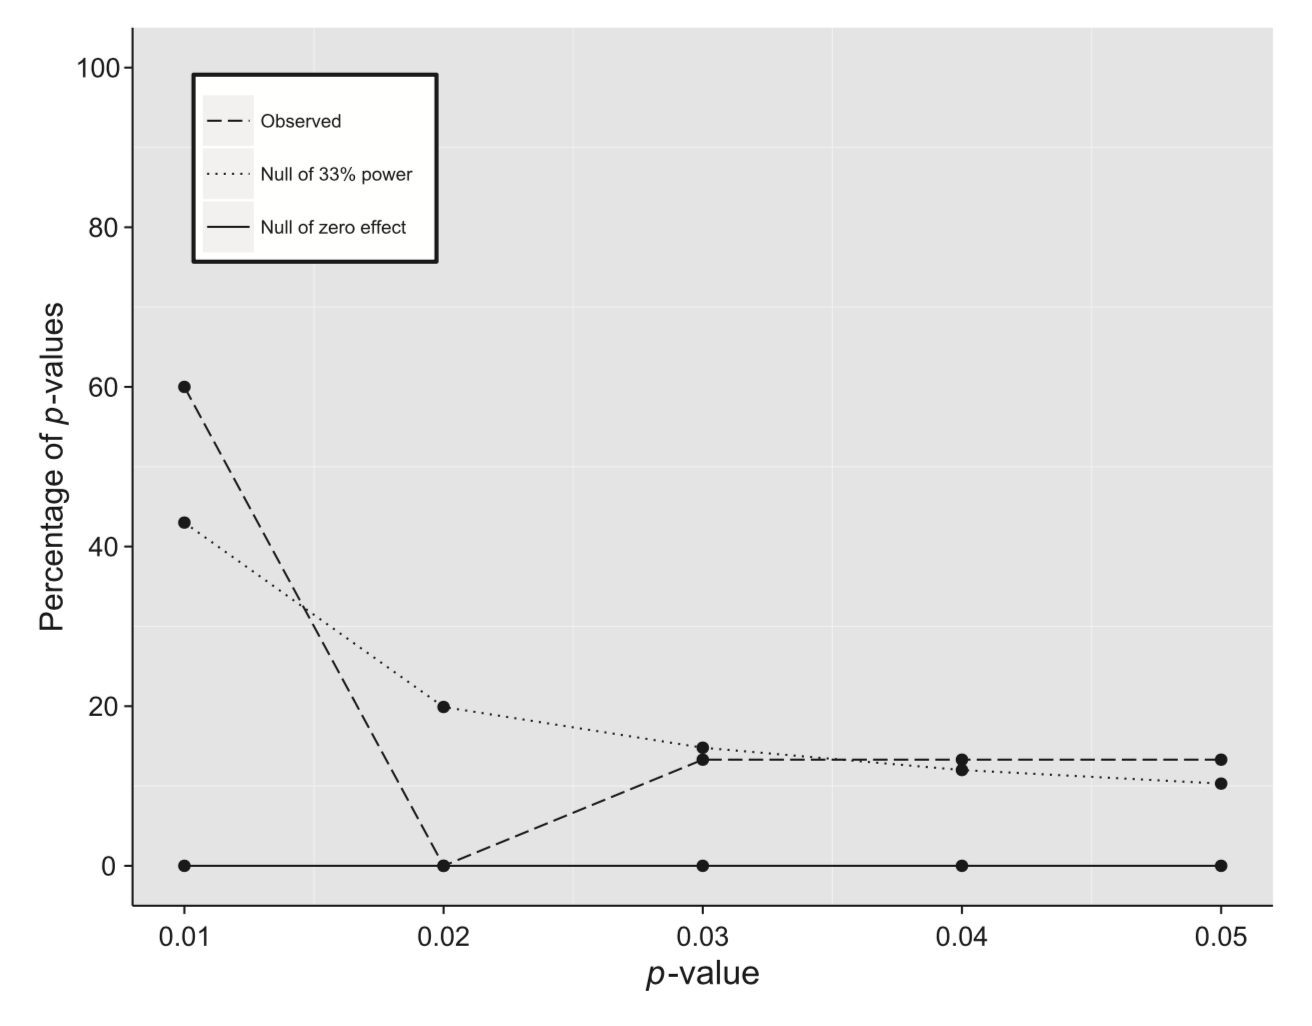 100
80
60
40
20
0
Observed
Null of 33% power
Null of zero effect
Percentage of p-values
0.01 0.02 0.03 0.04 0.05
p-value